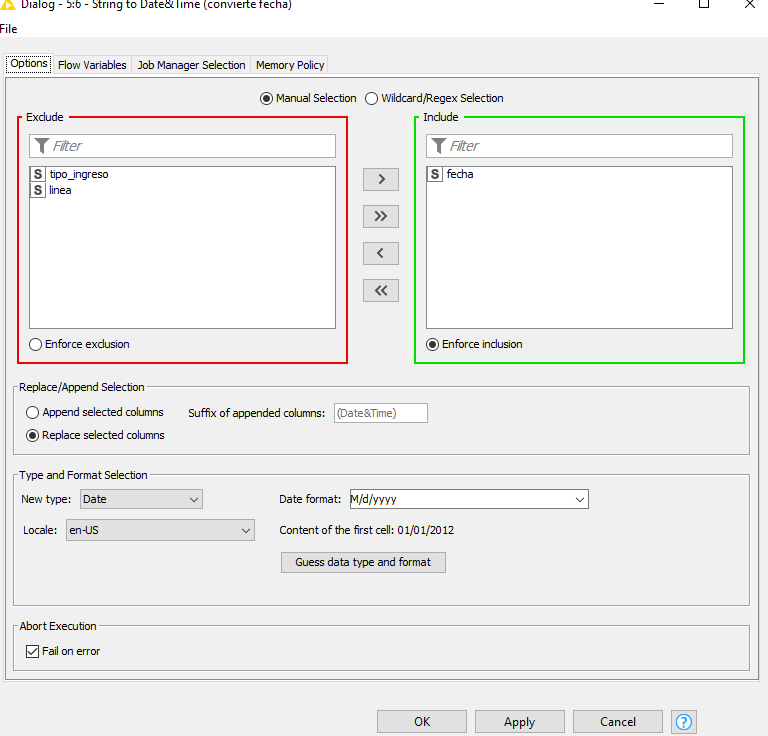 Dialog - 5:6 - String to Date&Time (convierte fecha)
File
Options Flow Variables Job Manager Selection Memory Policy
Manual Selection Wildcard/Regex Selection
Exclude
Filter
S tipo_ingreso
S linea
Enforce exclusion
>
>>
<
<<
Include
Filter
S fecha
Enforce inclusion
Replace/Append Selection
Append selected columns Suffix of appended columns: (Date&Time)
Replace selected columns
Type and Format Selection
New type: Date Date format: M/d/yyyy
Locale: en-US Content of the first cell: 01/01/2012
Guess data type and format
Abort Execution
Fail on error
OK Apply Cancel ?